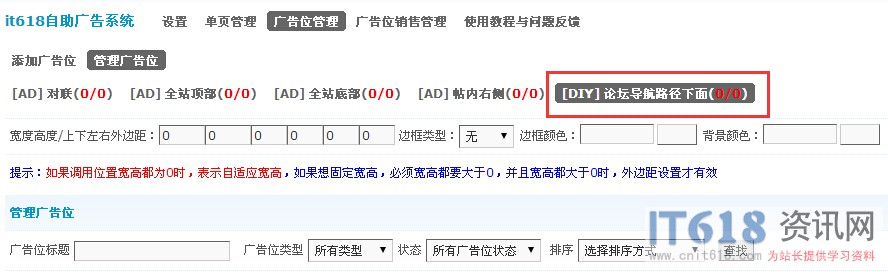 it618自助广告系统 设置 单页管理 广告位管理 广告位销售管理 使用教程与问题反馈
添加广告位 管理广告位
[AD] 对联(0/0) [AD] 全站顶部(0/0) [AD] 全站底部(0/0) [AD] 帖内右侧(0/0) [DIY] 论坛导航路径下面(0/0)
宽度高度/上下左右外边距： 0 0 0 0 0 0 边框类型： 无 边框颜色： 背景颜色：
提示：如果调用位置宽高都为0时，表示自适应宽高，如果想固定宽高，必须宽高都要大于0，并且宽高都大于0时，外边距设置才有效
管理广告位
广告位标题 广告位类型 所有类型 状态 所有广告位状态 排序 选择排序方式 查找
IT618 资讯网
www.cnit618.com 为站长提供学习资料